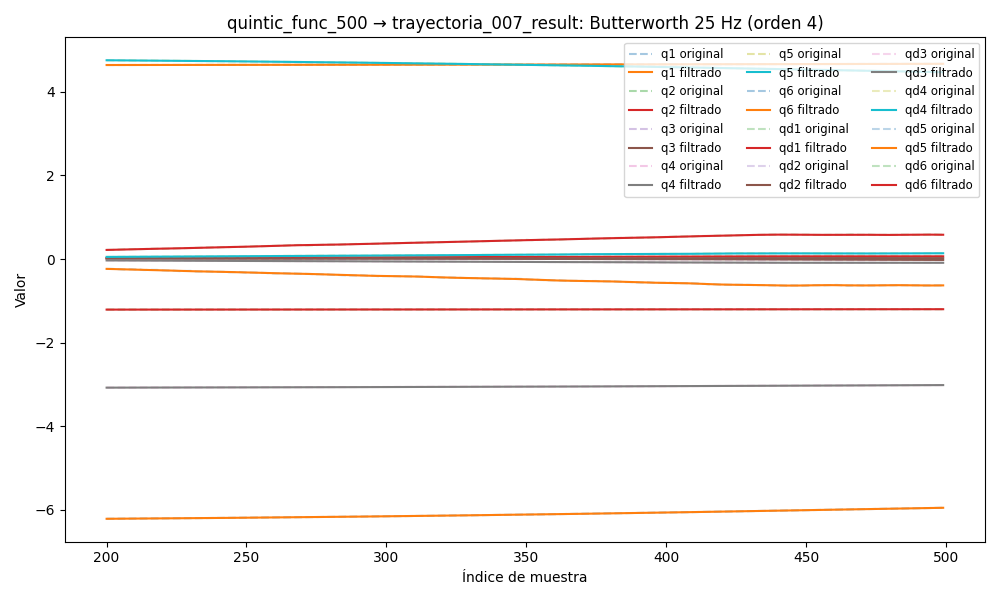 quintic_func_500 → trayectoria_007_result: Butterworth 25 Hz (orden 4)
q1 original
q1 filtrado
q2 original
q2 filtrado
q3 original
q3 filtrado
q4 original
q4 filtrado
q5 original
q5 filtrado
q6 original
q6 filtrado
qd1 original
qd1 filtrado
qd2 original
qd2 filtrado
qd3 original
qd3 filtrado
qd4 original
qd4 filtrado
qd5 original
qd5 filtrado
qd6 original
qd6 filtrado
Valor
4
2
0
−2
−4
−6
200
250
300
350
400
450
500
Índice de muestra